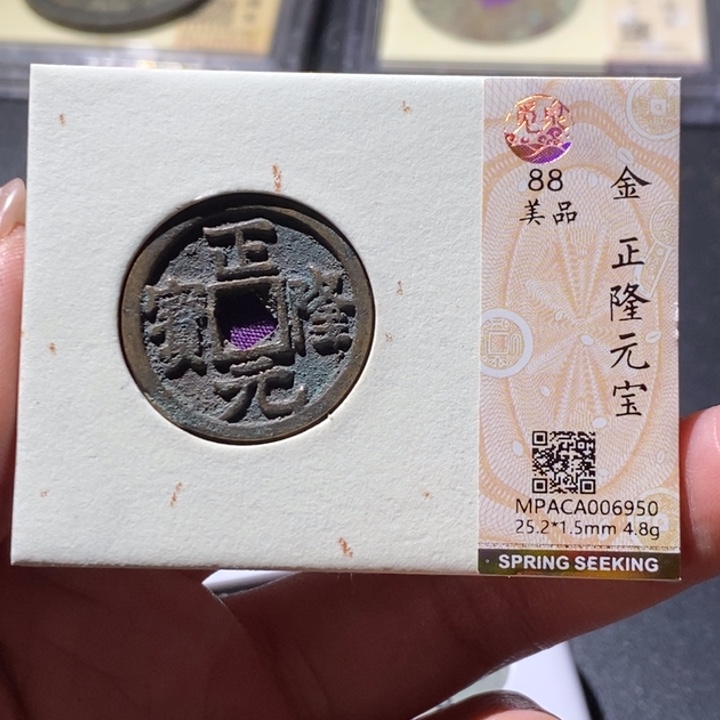 正隆元寳
觅泉
88
美品
金 正隆元宝
MPACA006950
25.2*1.5mm 4.8g
SPRING SEEKING